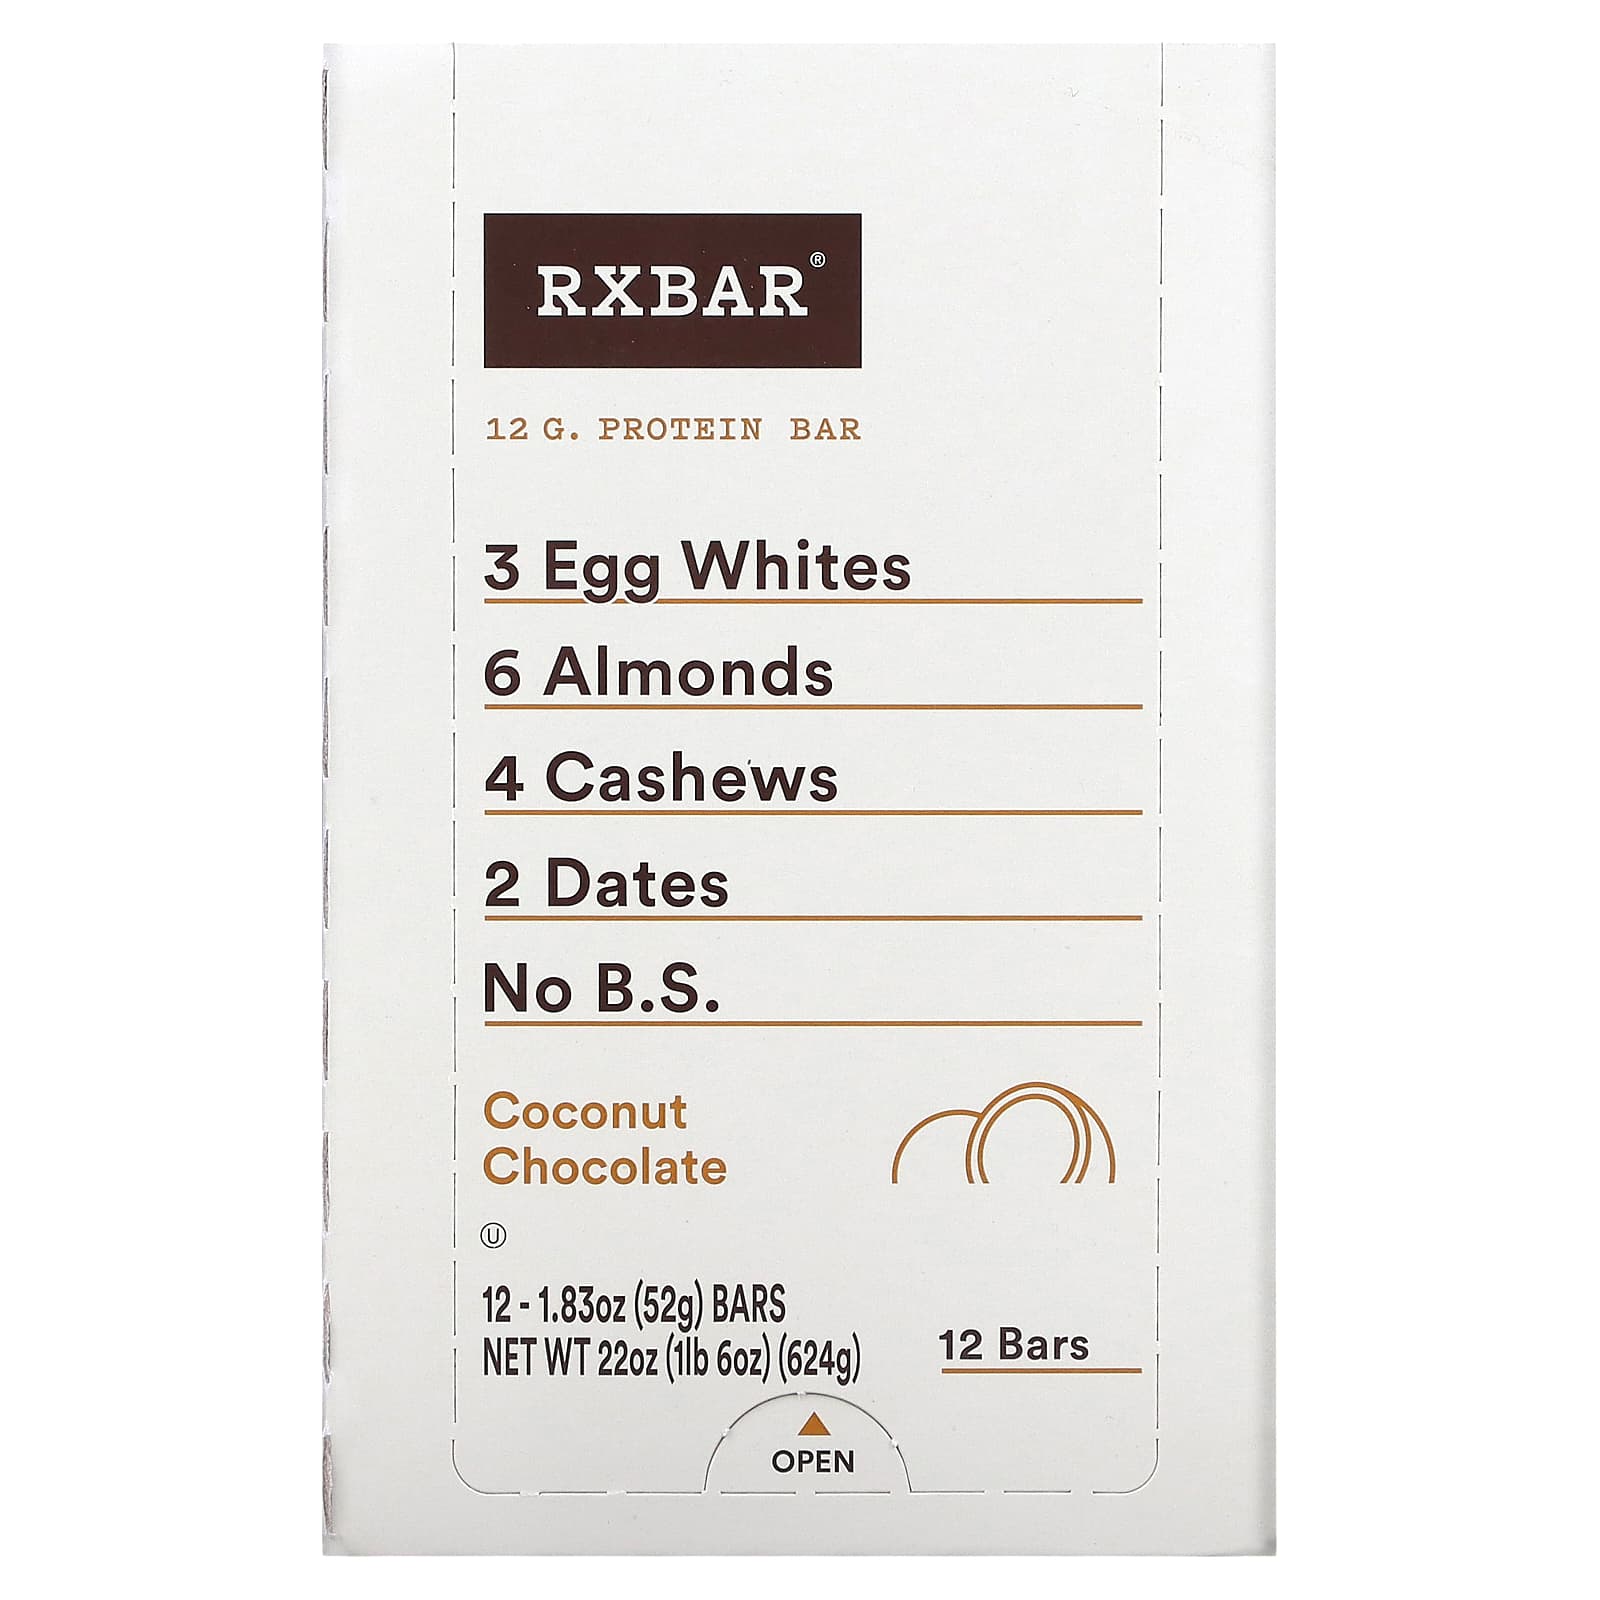 RXBAR®
12 G. PROTEIN BAR
3 Egg Whites
6 Almonds
4 Cashews
2 Dates
No B.S.
Coconut
Chocolate
Ⓤ
12 - 1.83oz (52g) BARS
NET WT 22oz (1lb 6oz) (624g)
12 Bars
OPEN